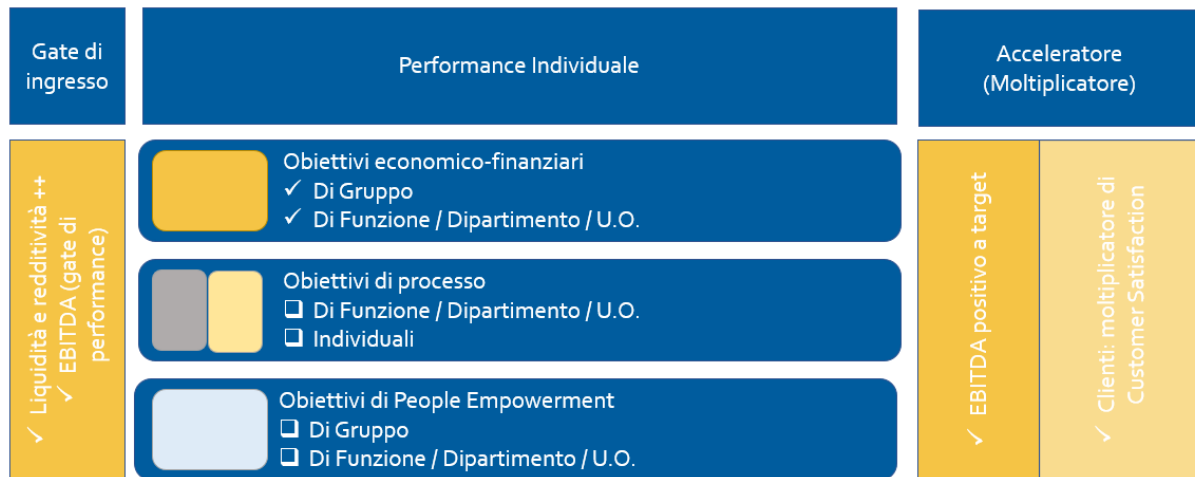 Gate di
ingresso
Performance Individuale
Acceleratore
(Moltiplicatore)
✓ Liquidità e redditività ++
✓ EBITDA (gate di
performance)
Obiettivi economico-finanziari
✓ Di Gruppo
✓ Di Funzione / Dipartimento / U.O.
Obiettivi di processo
❑ Di Funzione / Dipartimento / U.O.
❑ Individuali
Obiettivi di People Empowerment
❑ Di Gruppo
❑ Di Funzione / Dipartimento / U.O.
✓ EBITDA positivo a target
✓ Clienti: moltiplicatore di
Customer Satisfaction